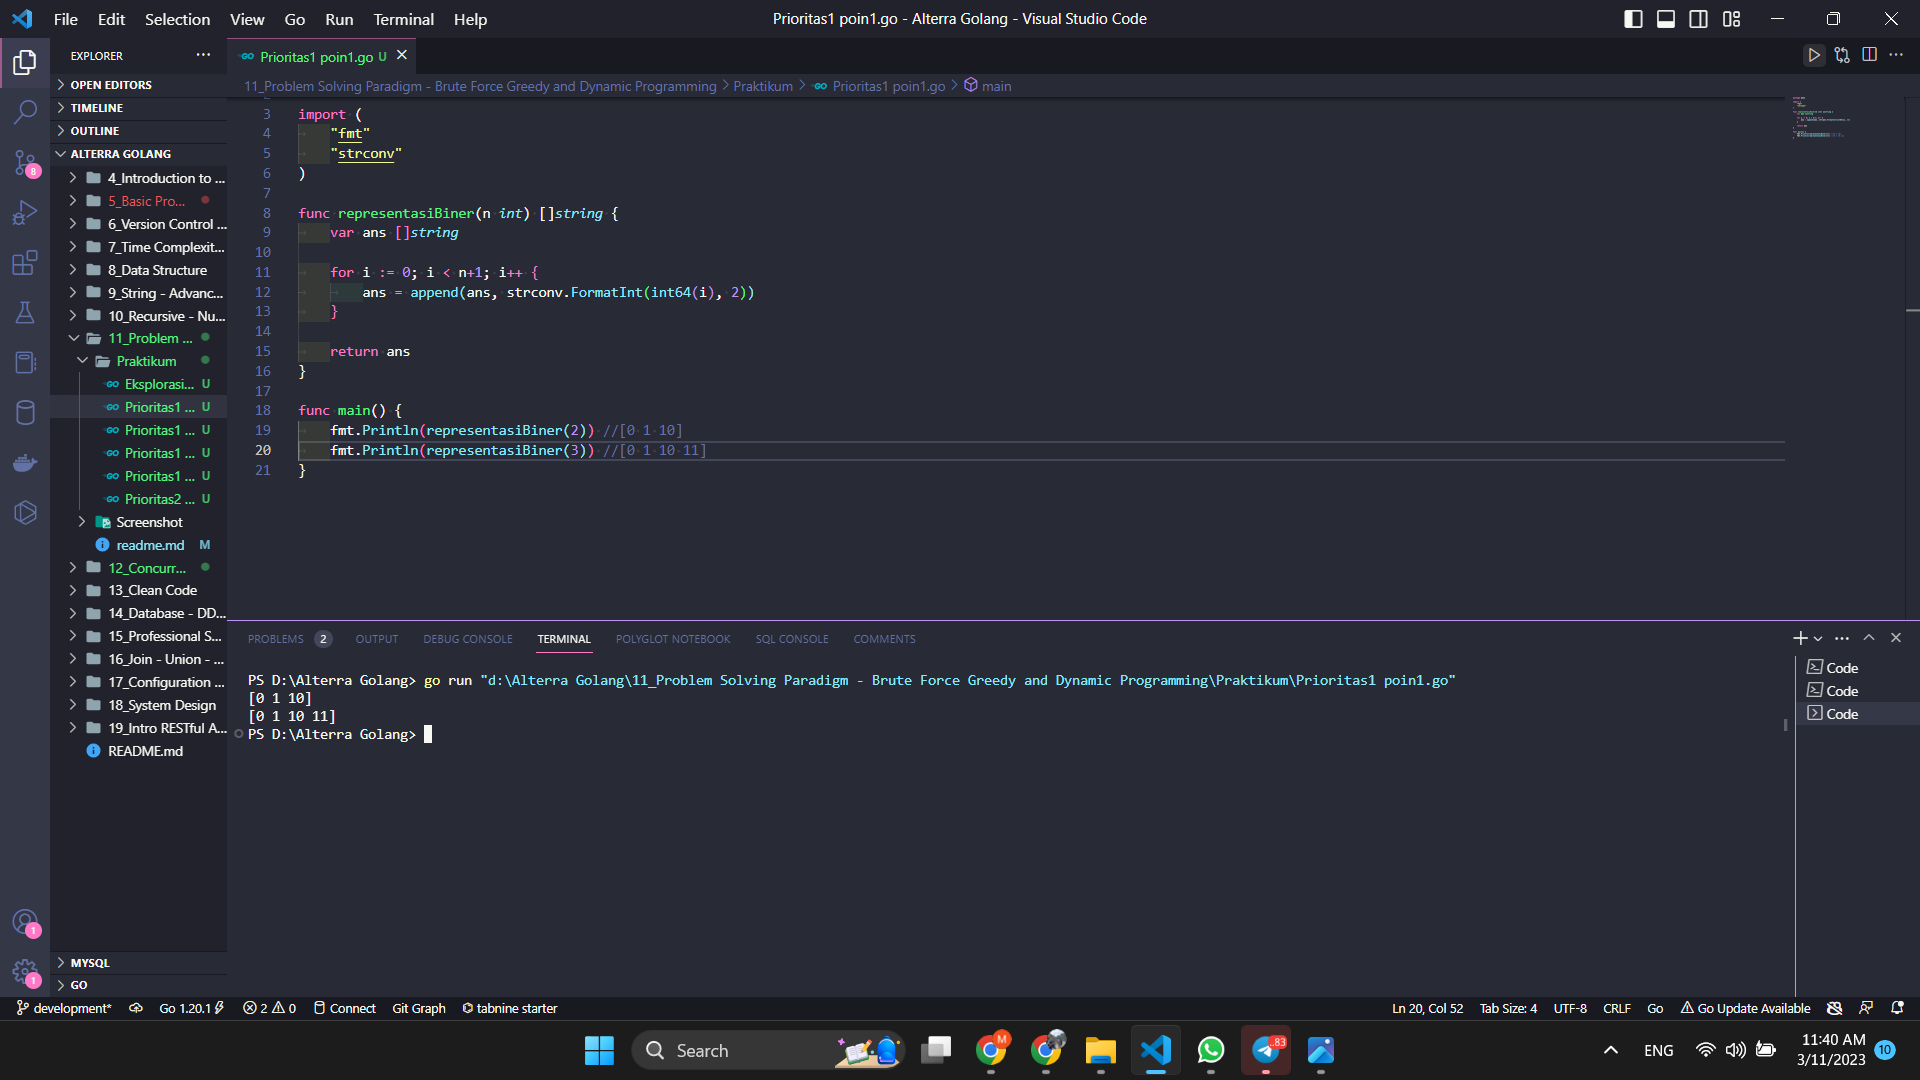 File Edit Selection View Go Run Terminal Help
Prioritas1 poin1.go - Alterra Golang - Visual Studio Code
EXPLORER
OPEN EDITORS
TIMELINE
OUTLINE
ALTERRA GOLANG
4_Introduction to ...
5_Basic Pro...
6_Version Control ...
7_Time Complexit...
8_Data Structure
9_String - Advanc...
10_Recursive - Nu...
11_Problem ...
Praktikum
Eksplorasi... U
Prioritas1 ... U
Prioritas1 ... U
Prioritas1 ... U
Prioritas1 ... U
Prioritas2 ... U
Screenshot
readme.md M
12_Concurr...
13_Clean Code
14_Database - DD...
15_Professional S...
16_Join - Union - ...
17_Configuration ...
18_System Design
19_Intro RESTful A...
README.md
MYSQL
GO
8
1
1
Prioritas1 poin1.go U
11_Problem Solving Paradigm - Brute Force Greedy and Dynamic Programming > Praktikum > Prioritas1 poin1.go > main
3 import (
4 "fmt"
5 "strconv"
6 )
7
8 func representasiBiner(n int) []string {
9 var ans []string
10
11 for i := 0; i < n+1; i++ {
12 ans = append(ans, strconv.FormatInt(int64(i), 2))
13 }
14
15 return ans
16 }
17
18 func main() {
19 fmt.Println(representasiBiner(2)) //[0 1 10]
20 fmt.Println(representasiBiner(3)) //[0 1 10 11]
21 }
PROBLEMS 2 OUTPUT DEBUG CONSOLE TERMINAL POLYGLOT NOTEBOOK SQL CONSOLE COMMENTS
PS D:\Alterra Golang> go run "d:\Alterra Golang\11_Problem Solving Paradigm - Brute Force Greedy and Dynamic Programming\Praktikum\Prioritas1 poin1.go"
[0 1 10]
[0 1 10 11]
PS D:\Alterra Golang>
Code
Code
Code
development* Go 1.20.1 2 0 Connect Git Graph tabnine starter
Ln 20, Col 52 Tab Size: 4 UTF-8 CRLF Go Go Update Available
Search
M
83
ENG
11:40 AM
3/11/2023
10